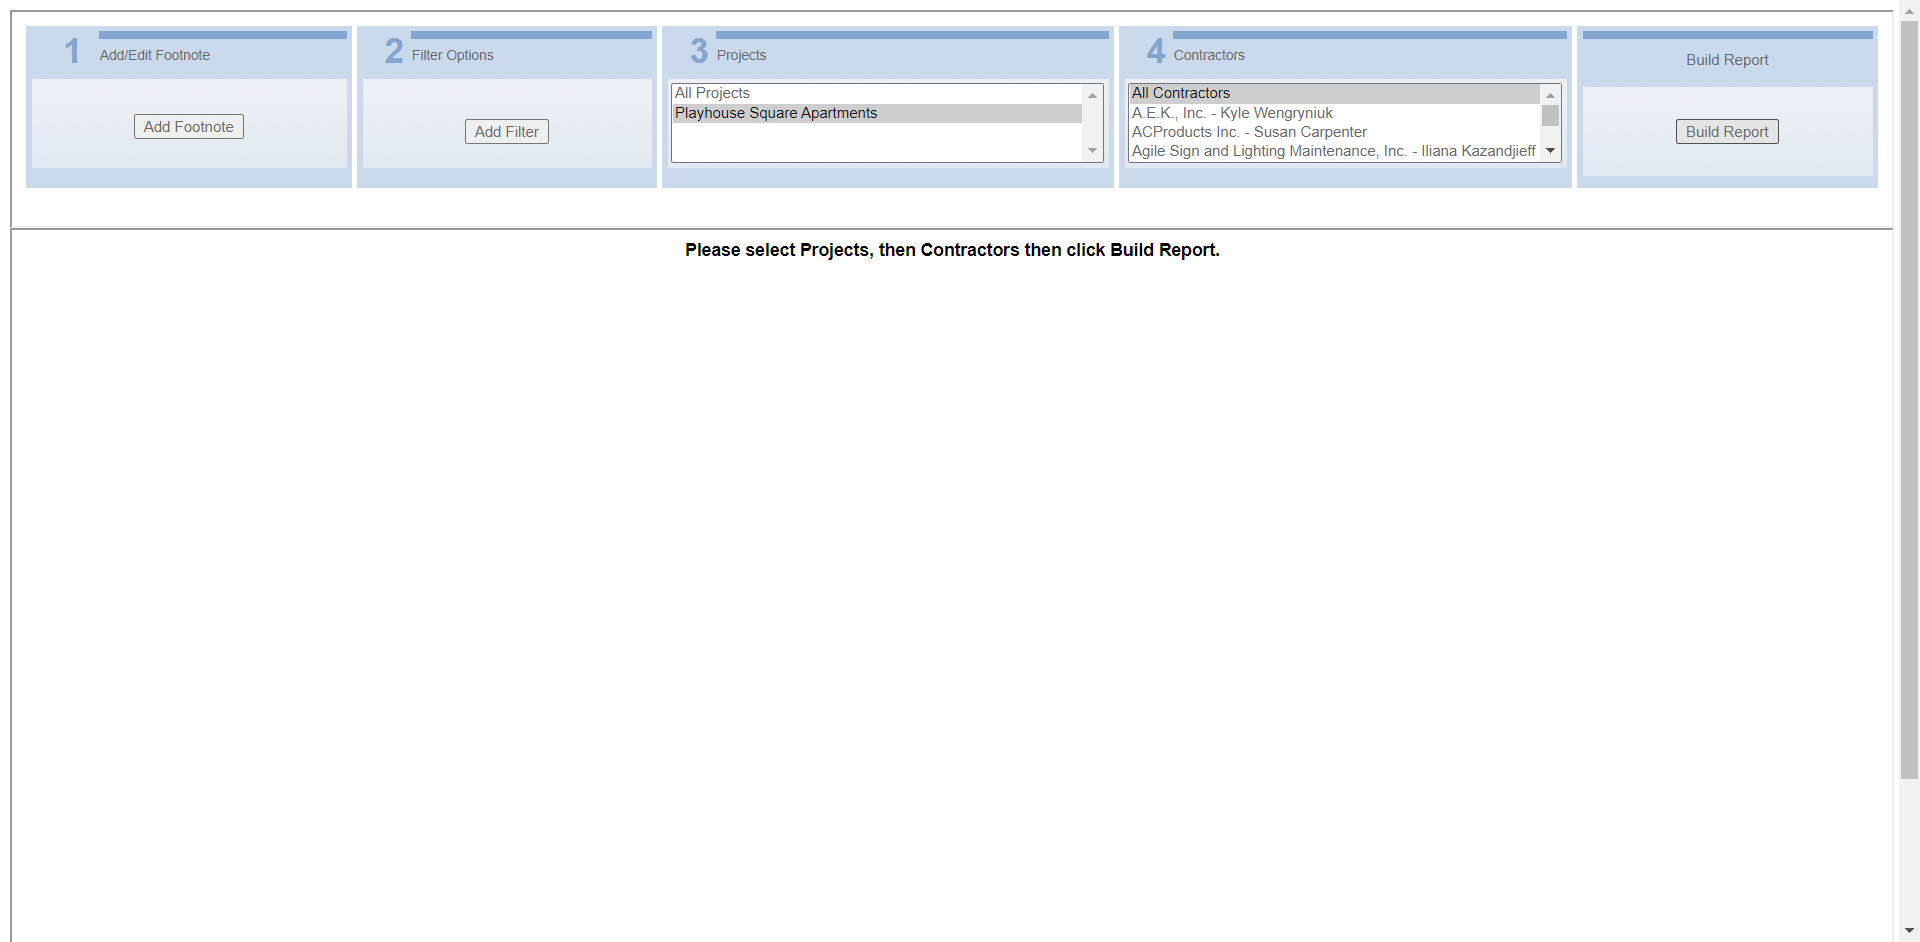 1 Add/Edit Footnote
Add Footnote
2 Filter Options
Add Filter
3 Projects
All Projects
Playhouse Square Apartments
4 Contractors
All Contractors
A.E.K., Inc. - Kyle Wengryniuk
ACProducts Inc. - Susan Carpenter
Agile Sign and Lighting Maintenance, Inc. - Iliana Kazandjieff
Build Report
Build Report
Please select Projects, then Contractors then click Build Report.